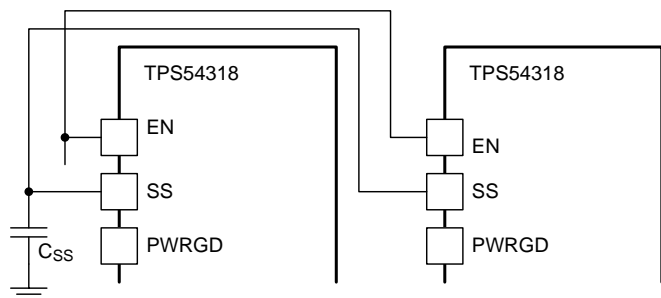 TPS54318
EN
SS
PWRGD
CSS
TPS54318
EN
SS
PWRGD